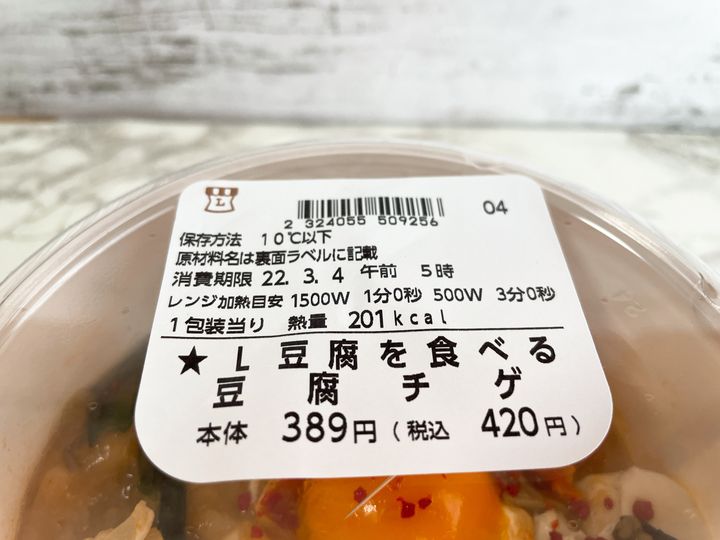 L
2 324055 509256
04
保存方法 10℃以下
原材料名は裏面ラベルに記載
消費期限 22. 3. 4 午前 5時
レンジ加熱目安 1500W 1分0秒 500W 3分0秒
1包装当り 熱量 201kcal
★L豆腐を食べる
豆腐チゲ
本体 389円(税込 420円)